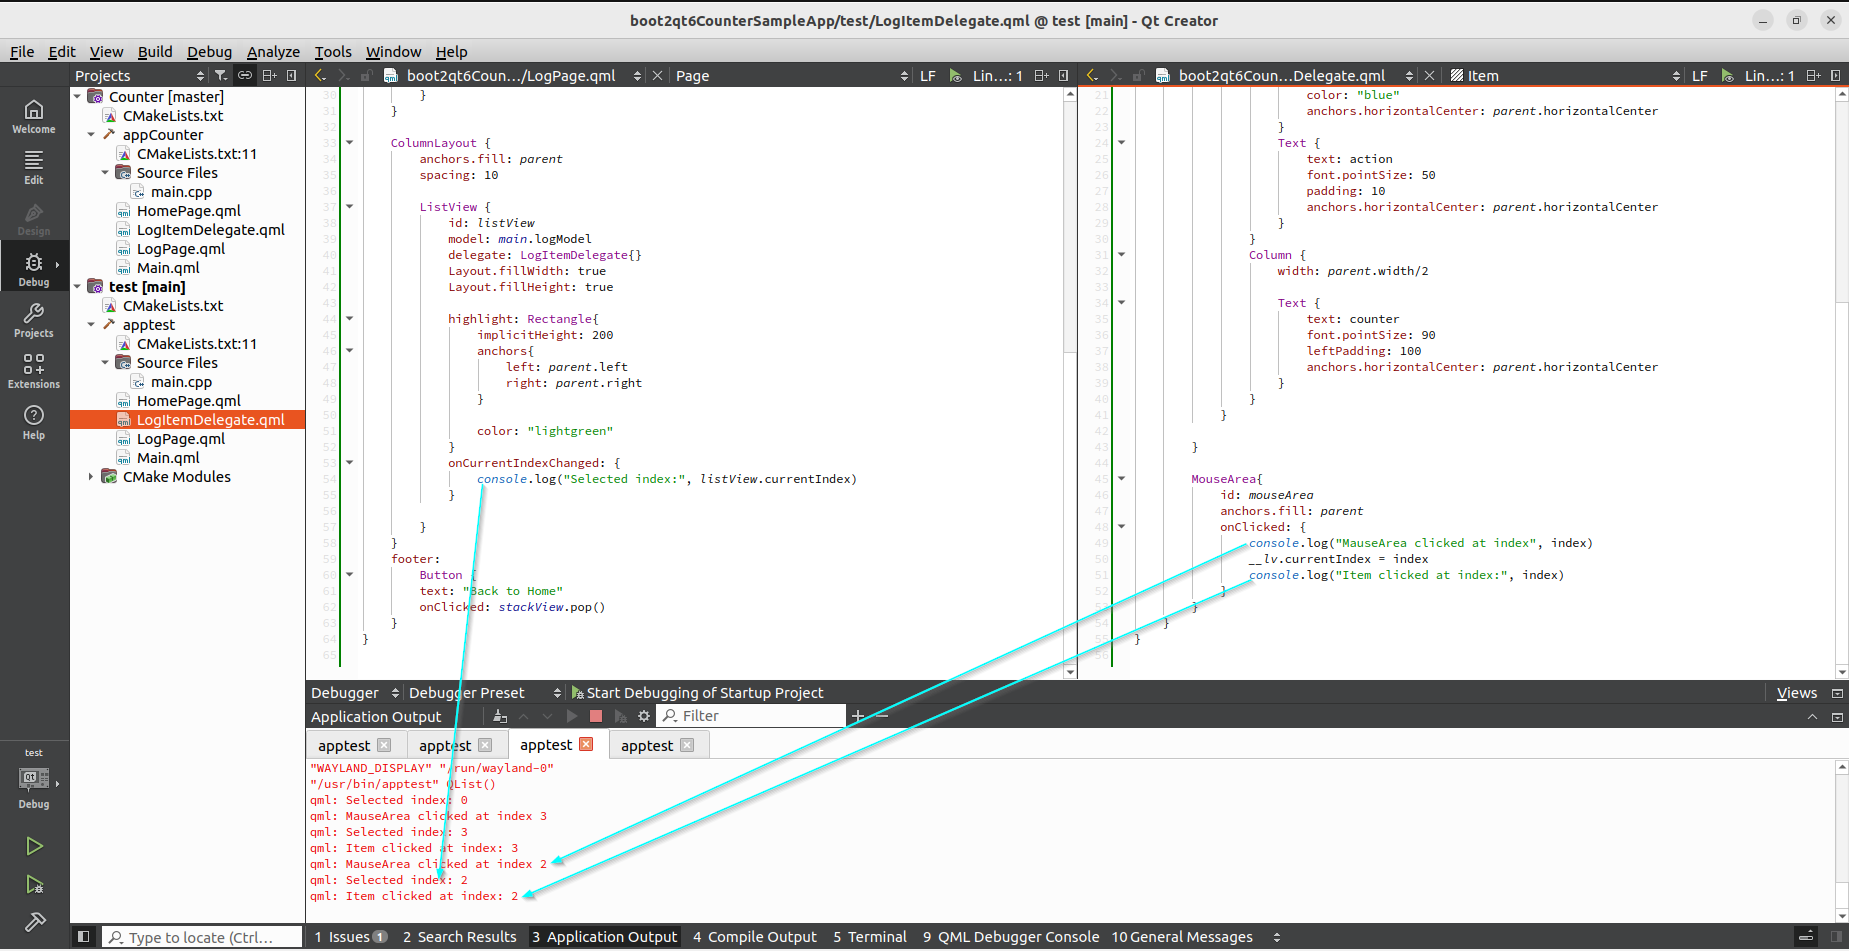 boot2qt6CounterSampleApp/test/LogItemDelegate.qml @ test [main] - Qt Creator
File Edit View Build Debug Analyze Tools Window Help
Projects
boot2qt6Coun…/LogPage.qml
Page
LF
Lin…: 1
boot2qt6Coun…Delegate.qml
Item
LF
Lin…: 1
Welcome
Edit
Design
Debug
Projects
Extensions
Help
test
Debug
Counter [master]
CMakeLists.txt
appCounter
CMakeLists.txt:11
Source Files
main.cpp
HomePage.qml
LogItemDelegate.qml
LogPage.qml
Main.qml
test [main]
CMakeLists.txt
apptest
CMakeLists.txt:11
Source Files
main.cpp
HomePage.qml
LogItemDelegate.qml
LogPage.qml
Main.qml
CMake Modules
30 }
31 }
32
33 ColumnLayout {
34 anchors.fill: parent
35 spacing: 10
36
37 ListView {
38 id: listView
39 model: main.logModel
40 delegate: LogItemDelegate{}
41 Layout.fillWidth: true
42 Layout.fillHeight: true
43
44 highlight: Rectangle{
45 implicitHeight: 200
46 anchors{
47 left: parent.left
48 right: parent.right
49 }
50
51 color: "lightgreen"
52 }
53 onCurrentIndexChanged: {
54 console.log("Selected index:", listView.currentIndex)
55 }
56
57 }
58 }
59 footer:
60 Button {
61 text: "Back to Home"
62 onClicked: stackView.pop()
63 }
64 }
65
21 color: "blue"
22 anchors.horizontalCenter: parent.horizontalCenter
23 }
24 Text {
25 text: action
26 font.pointSize: 50
27 padding: 10
28 anchors.horizontalCenter: parent.horizontalCenter
29 }
30 }
31 Column {
32 width: parent.width/2
33
34 Text {
35 text: counter
36 font.pointSize: 90
37 leftPadding: 100
38 anchors.horizontalCenter: parent.horizontalCenter
39 }
40 }
41 }
42
43 }
44
45 MouseArea{
46 id: mouseArea
47 anchors.fill: parent
48 onClicked: {
49 console.log("MauseArea clicked at index", index)
50 __lv.currentIndex = index
51 console.log("Item clicked at index:", index)
52 }
53 }
54 }
55 }
56
Debugger Debugger Preset Start Debugging of Startup Project Views
Application Output Filter
apptest apptest apptest apptest
"WAYLAND_DISPLAY" "/run/wayland-0"
"/usr/bin/apptest" QList()
qml: Selected index: 0
qml: MauseArea clicked at index 3
qml: Selected index: 3
qml: Item clicked at index: 3
qml: MauseArea clicked at index 2
qml: Selected index: 2
qml: Item clicked at index: 2
Type to locate (Ctrl…
1 Issues 1 2 Search Results 3 Application Output 4 Compile Output 5 Terminal 9 QML Debugger Console 10 General Messages